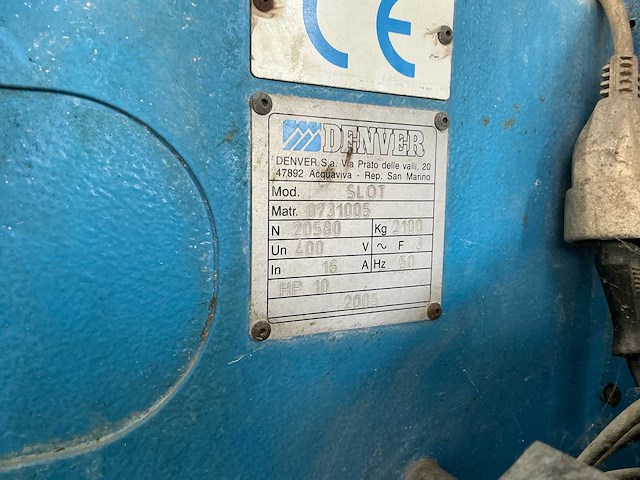 CE
DENVER
DENVER S.a. Via Prato delle valli, 20
47892 Acquaviva - Rep. San Marino
Mod. SLOT
Matr. 0731005
N 20580 Kg 2100
Un 400 V ~ F 3
In 16 A Hz 50
HP 10
2005